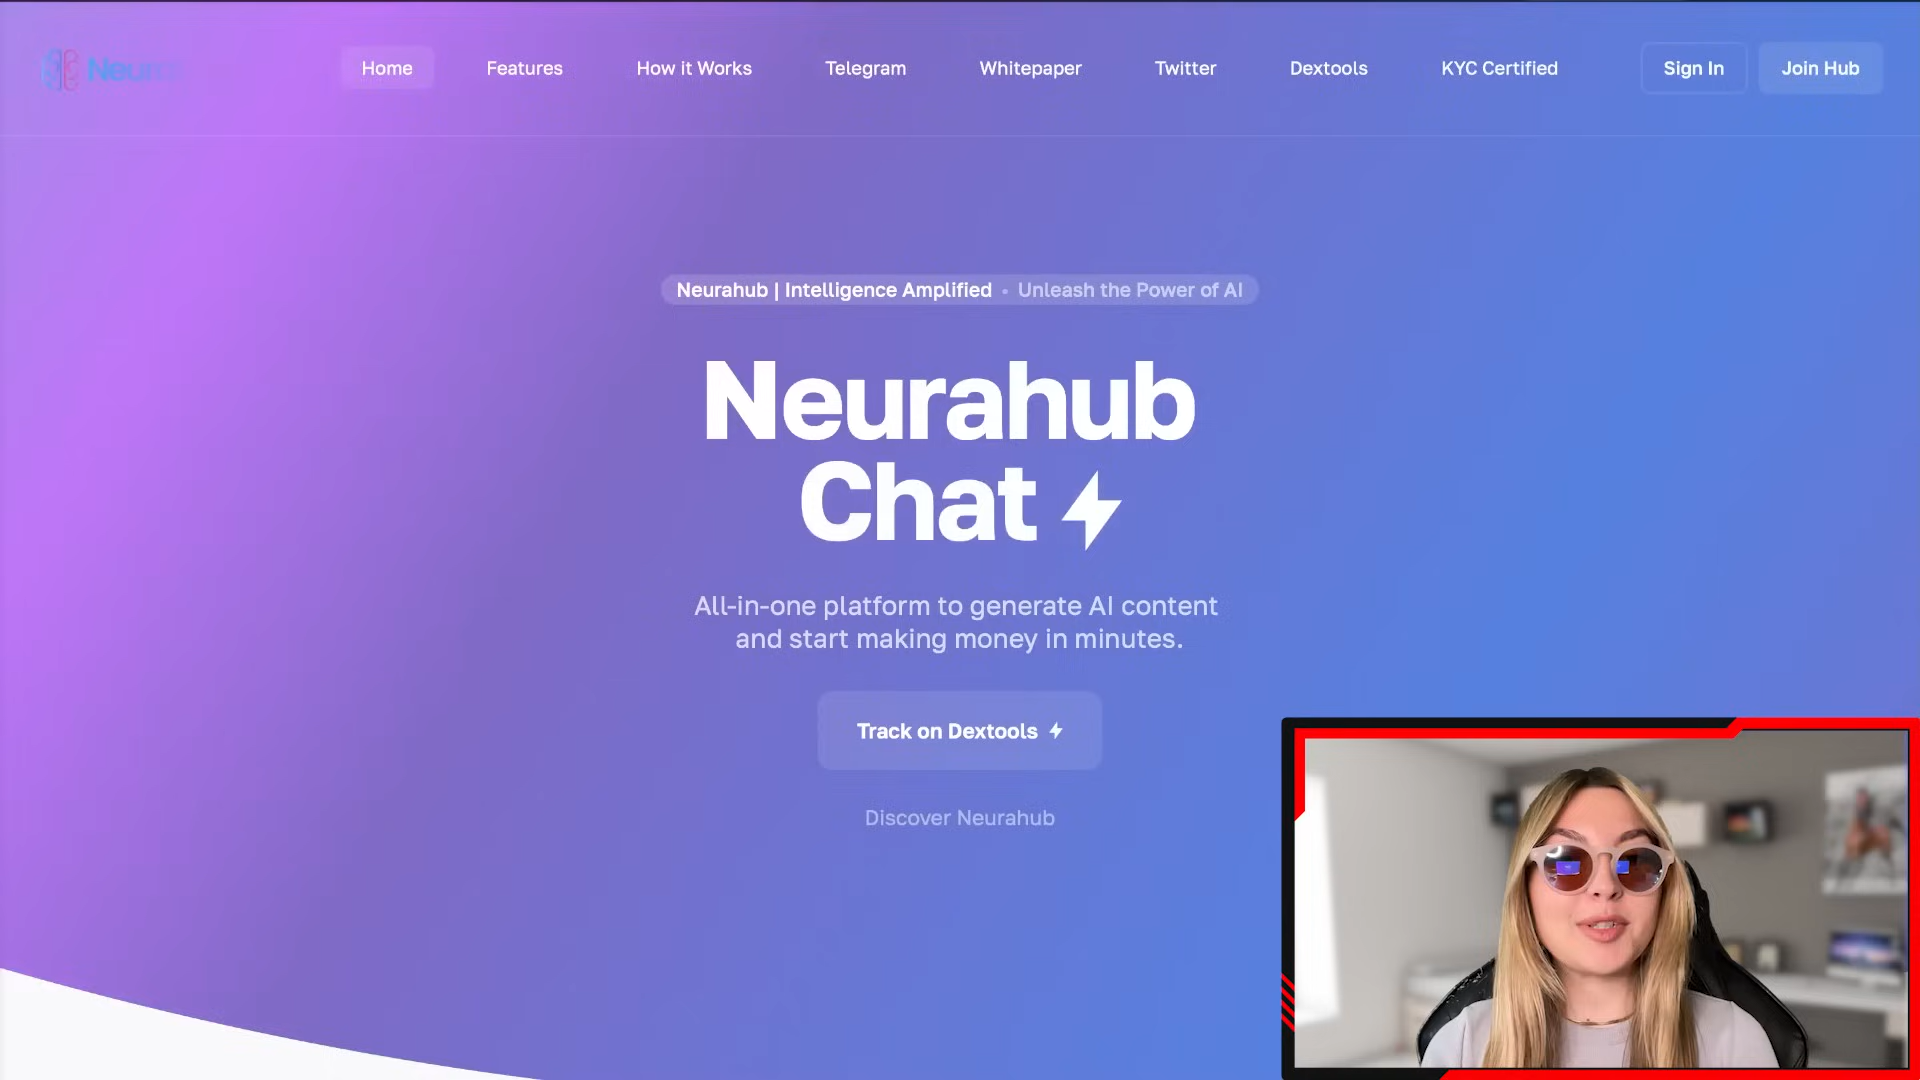 Home
Features
How it Works
Telegram
Whitepaper
Twitter
Dextools
KYC Certified
Sign In
Join Hub
Neurahub | Intelligence Amplified • Unleash the Power of AI
Neurahub
Chat
All-in-one platform to generate AI content
and start making money in minutes.
Track on Dextools
Discover Neurahub